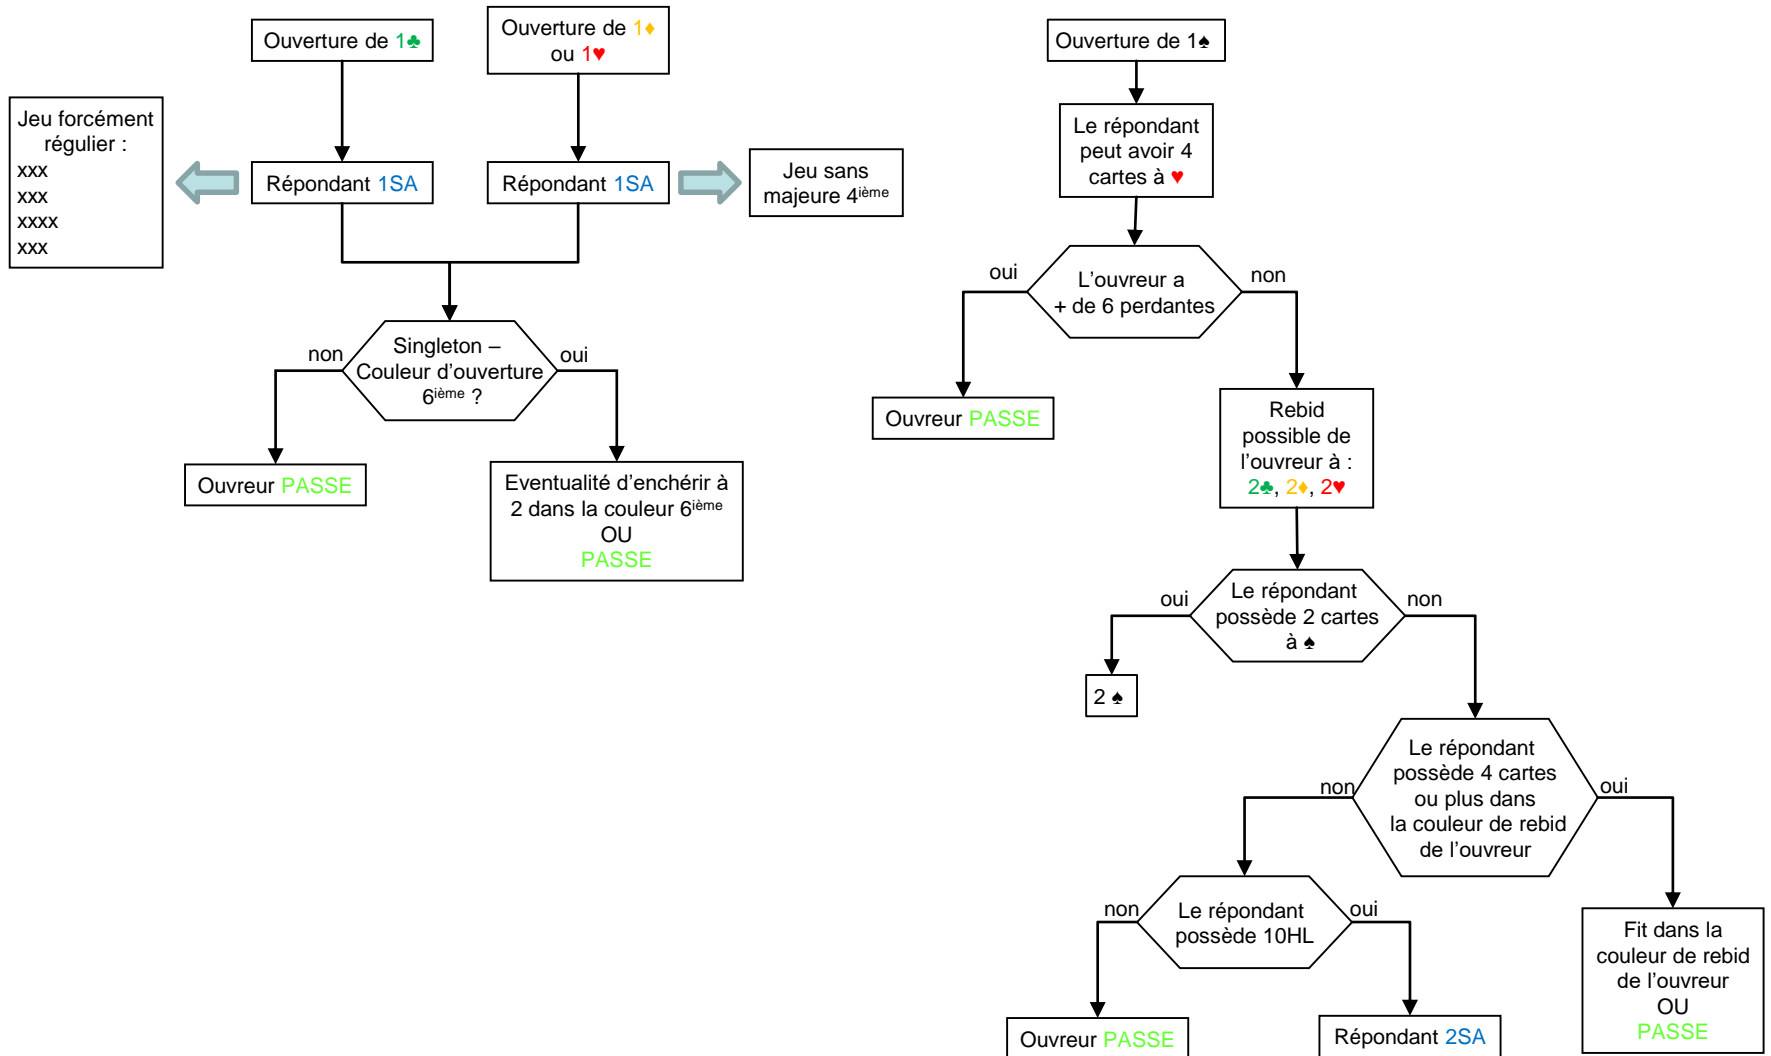 Ouverture de 1♣
Ouverture de 1♦
ou 1♥
Jeu forcément
régulier :
xxx
xxx
xxxx
xxx
Répondant 1SA
Répondant 1SA
Jeu sans
majeure 4ième
non
Singleton –
Couleur d'ouverture
6ième ?
oui
Ouvreur PASSE
Eventualité d'enchérir à
2 dans la couleur 6ième
OU
PASSE
Ouverture de 1♠
Le répondant
peut avoir 4
cartes à ♥
oui
L'ouvreur a
+ de 6 perdantes
non
Ouvreur PASSE
Rebid
possible de
l'ouvreur à :
2♣, 2♦, 2♥
oui
Le répondant
possède 2 cartes
à ♠
non
2 ♠
non
Le répondant
possède 4 cartes
ou plus dans
la couleur de rebid
de l'ouvreur
oui
non
Le répondant
possède 10HL
oui
Fit dans la
couleur de rebid
de l'ouvreur
OU
PASSE
Ouvreur PASSE
Répondant 2SA